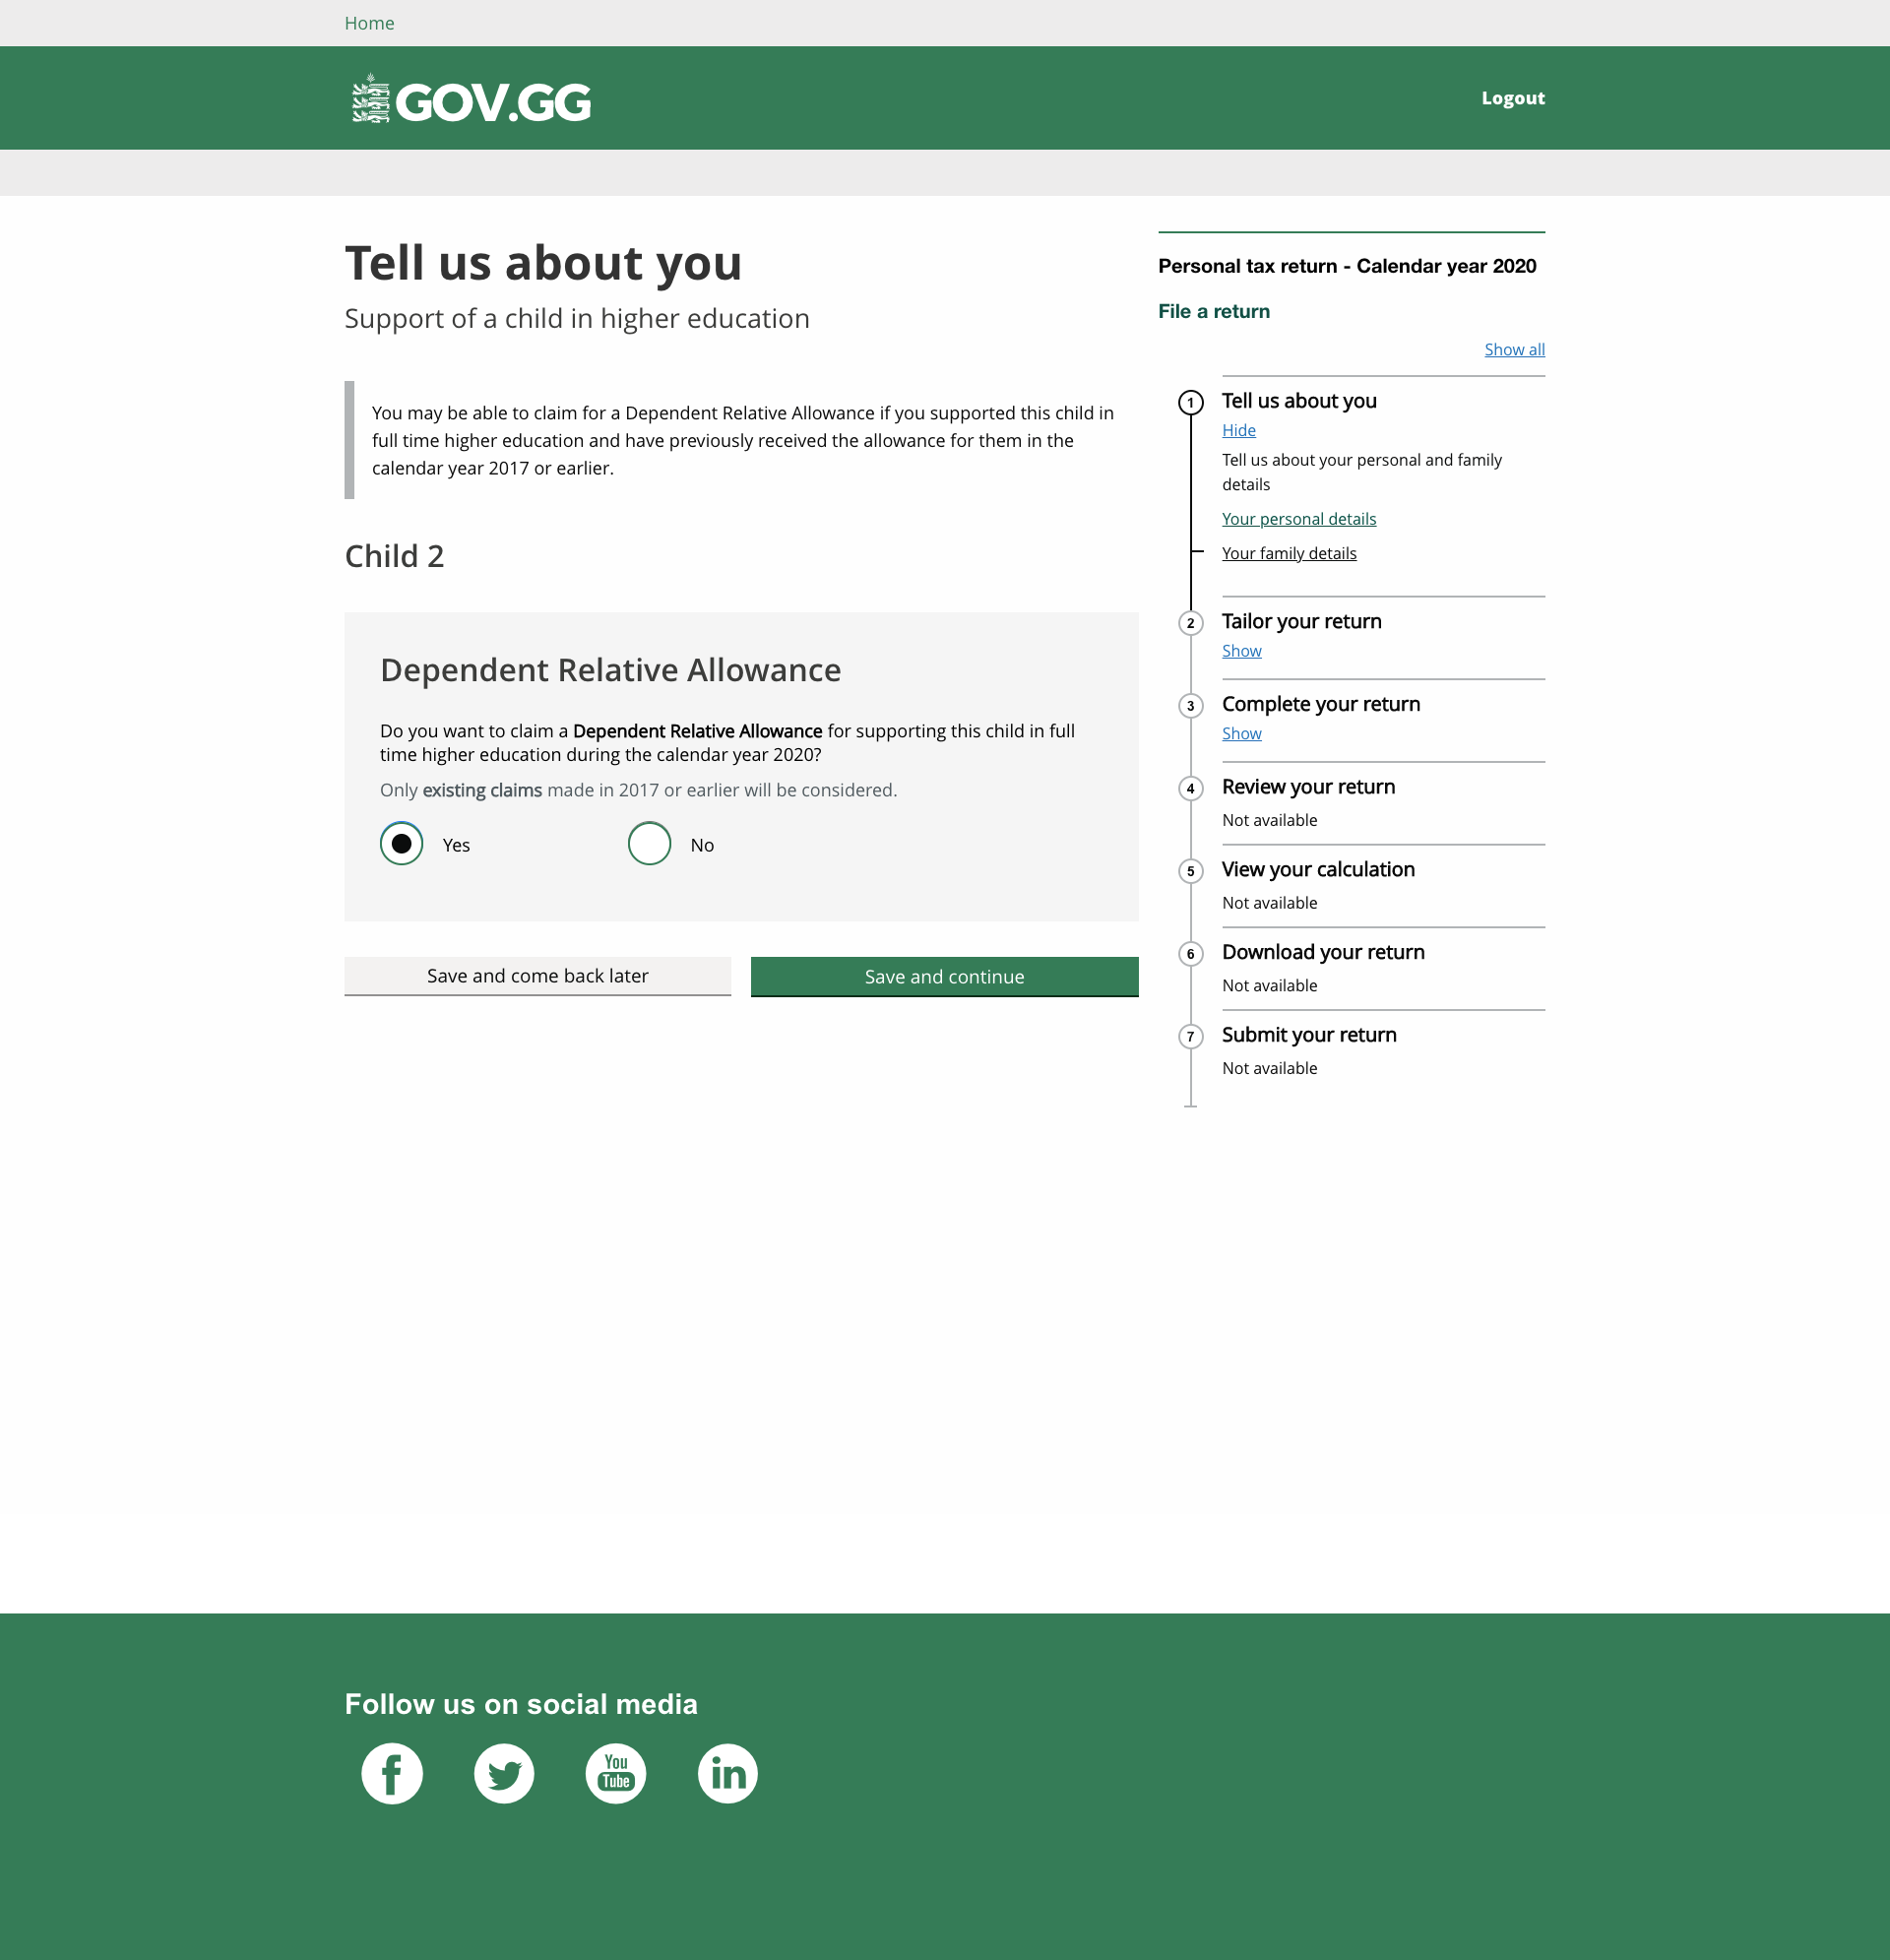 Home
GOV.GG
Logout
Tell us about you
Support of a child in higher education
You may be able to claim for a Dependent Relative Allowance if you supported this child in
full time higher education and have previously received the allowance for them in the
calendar year 2017 or earlier.
Child 2
Dependent Relative Allowance
Do you want to claim a Dependent Relative Allowance for supporting this child in full
time higher education during the calendar year 2020?
Only existing claims made in 2017 or earlier will be considered.
Yes
No
Save and come back later
Save and continue
Personal tax return - Calendar year 2020
File a return
Show all
1
Tell us about you
Hide
Tell us about your personal and family
details
Your personal details
Your family details
2
Tailor your return
Show
3
Complete your return
Show
4
Review your return
Not available
5
View your calculation
Not available
6
Download your return
Not available
7
Submit your return
Not available
Follow us on social media
f
You
Tube
in